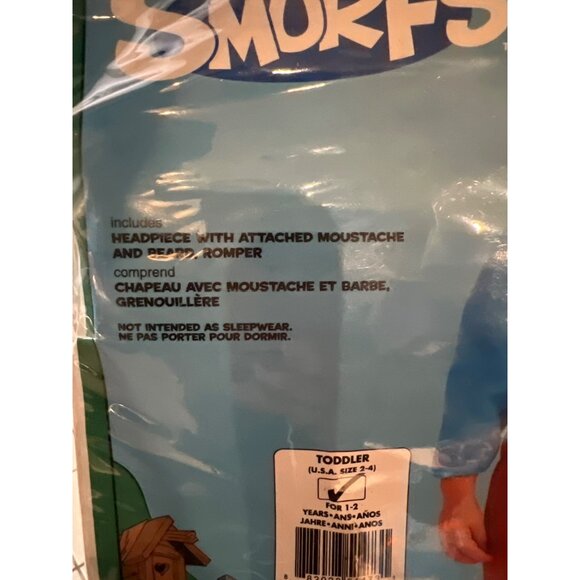 SMURFS
includes
HEADPIECE WITH ATTACHED MOUSTACHE
AND BEARD, ROMPER
comprend
CHAPEAU AVEC MOUSTACHE ET BARBE,
GRENOUILLÈRE
NOT INTENDED AS SLEEPWEAR.
NE PAS PORTER POUR DORMIR.
TODDLER
(U.S.A. SIZE 2-4)
FOR 1-2
YEARS•ANS•AÑOS
JAHRE•ANNI•ANOS